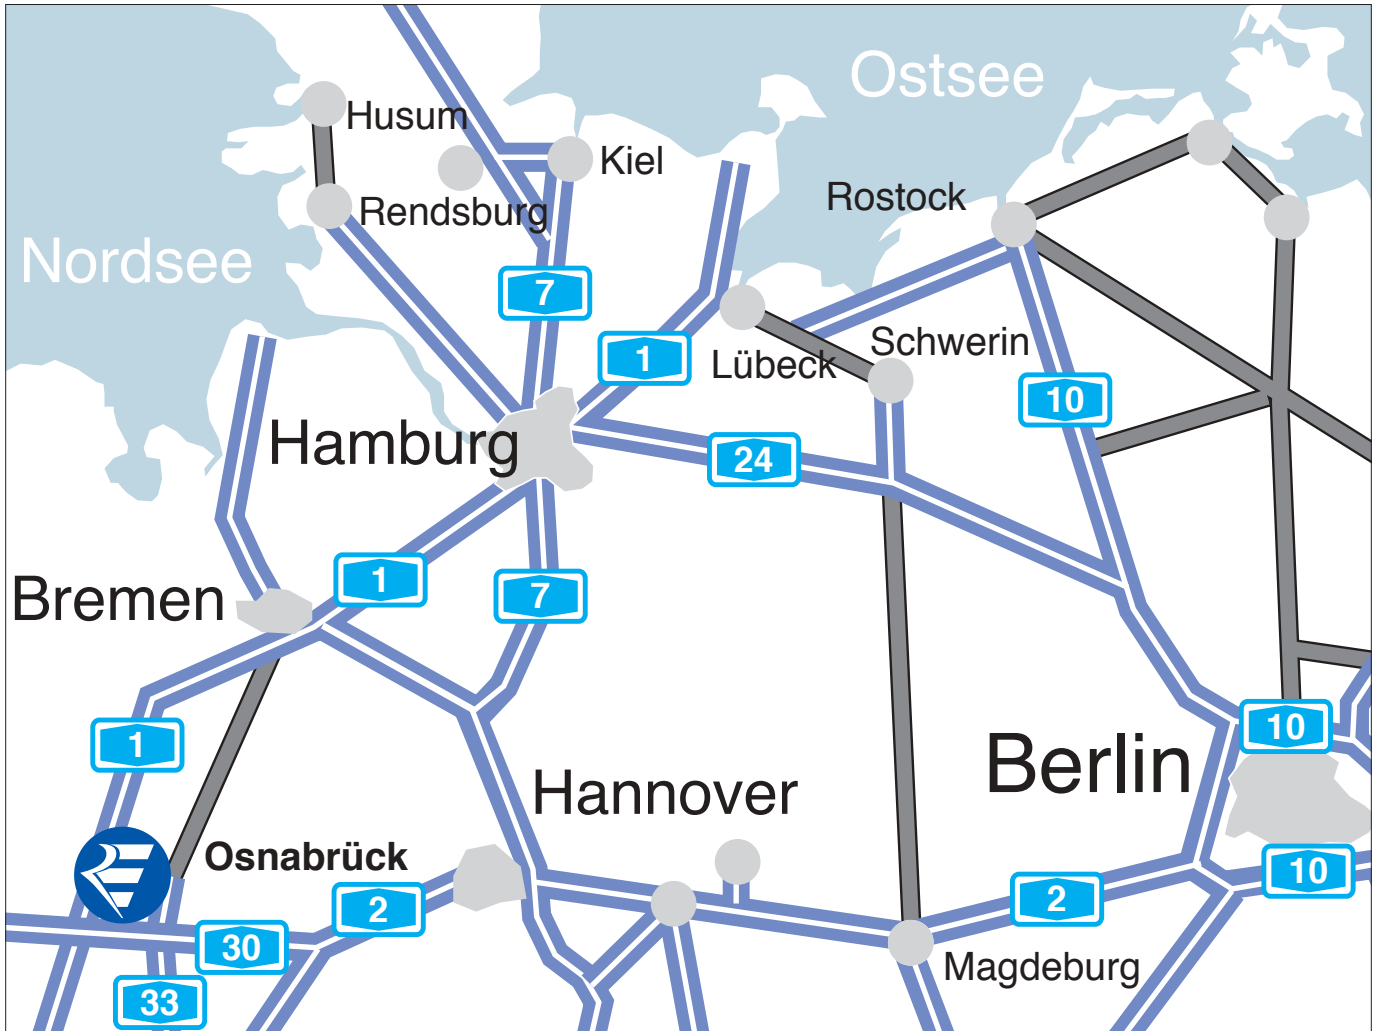 Ostsee
Husum
Kiel
Rostock
Rendsburg
Nordsee
7
1
Schwerin
Lübeck
10
Hamburg
24
1
7
Bremen
10
1
Berlin
Hannover
Osnabrück
10
2
2
30
Magdeburg
33